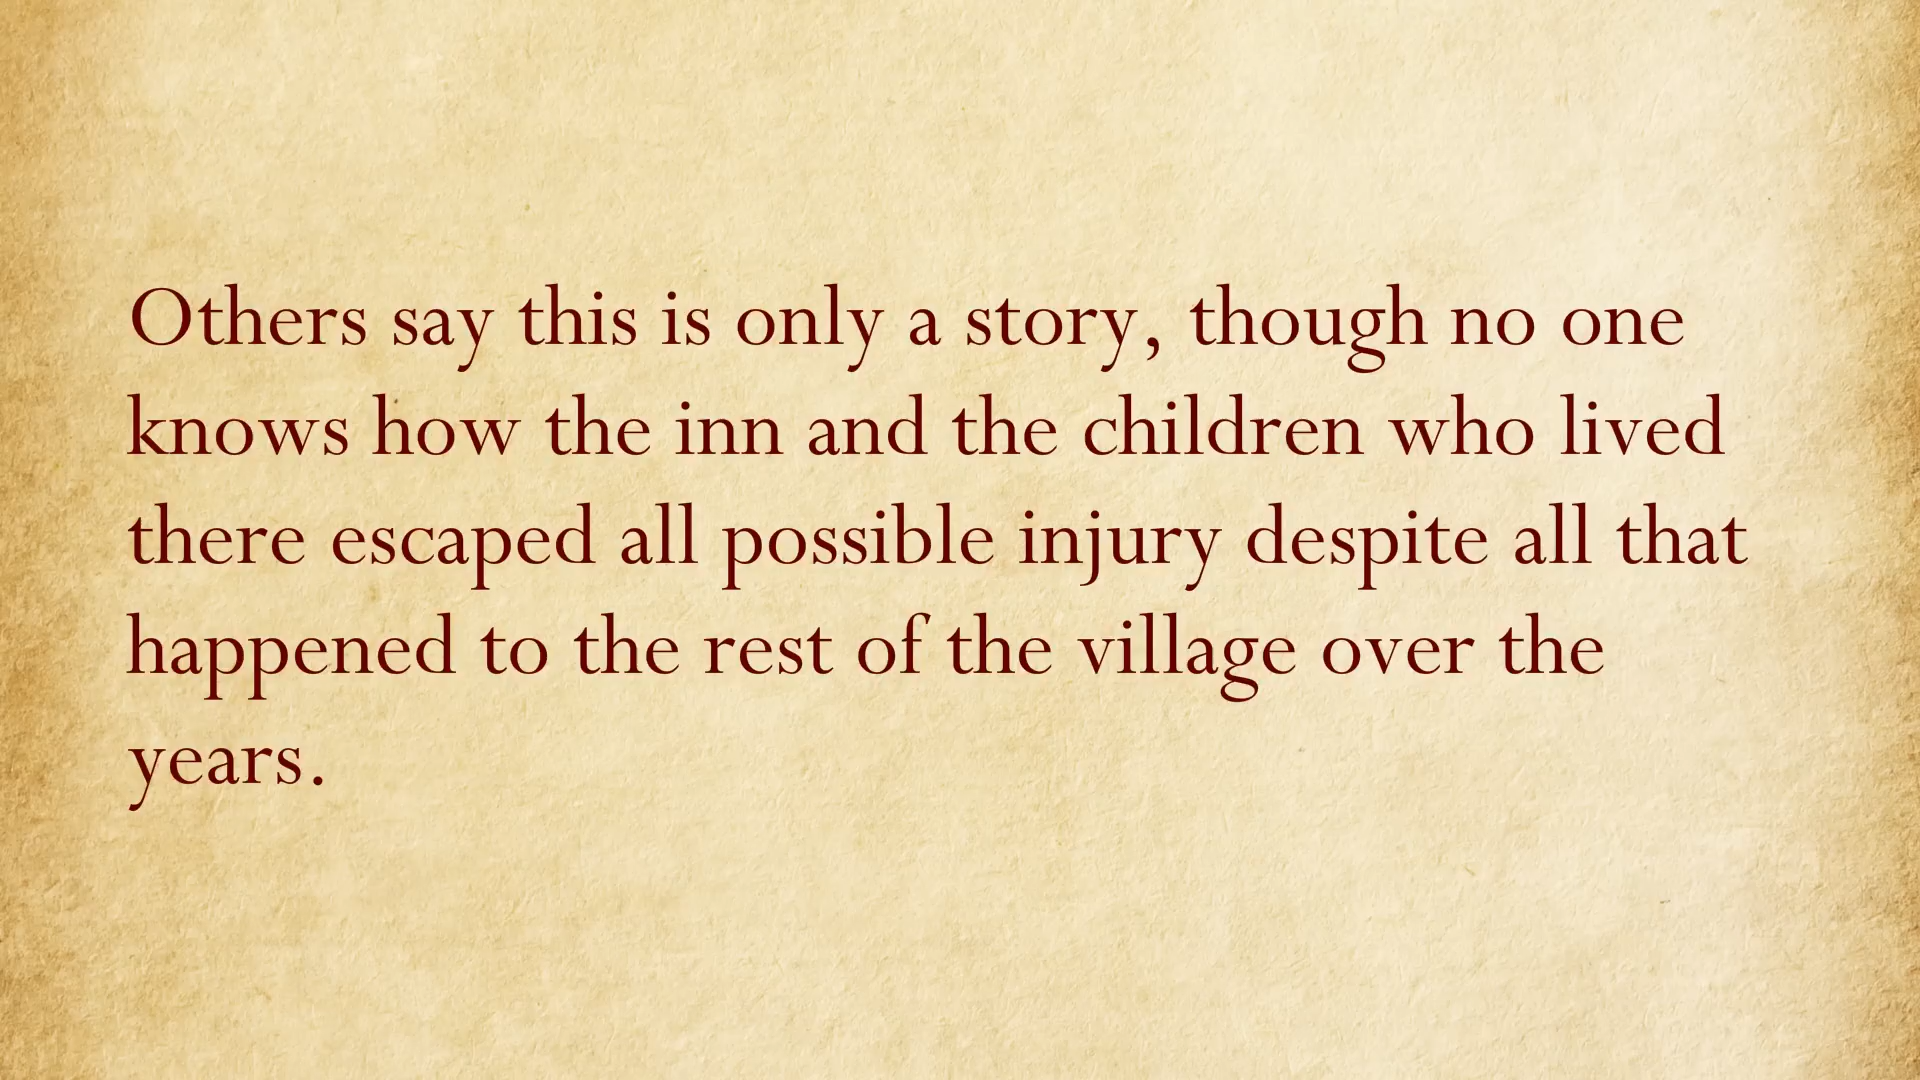 Others say this is only a story, though no one
knows how the inn and the children who lived
there escaped all possible injury despite all that
happened to the rest of the village over the
years.